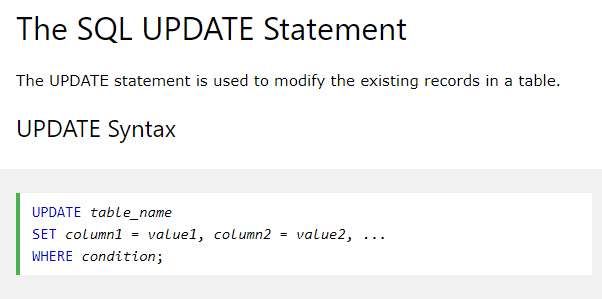 The SQL UPDATE Statement
The UPDATE statement is used to modify the existing records in a table.
UPDATE Syntax
UPDATE table_name
SET column1 = value1, column2 = value2, ...
WHERE condition;